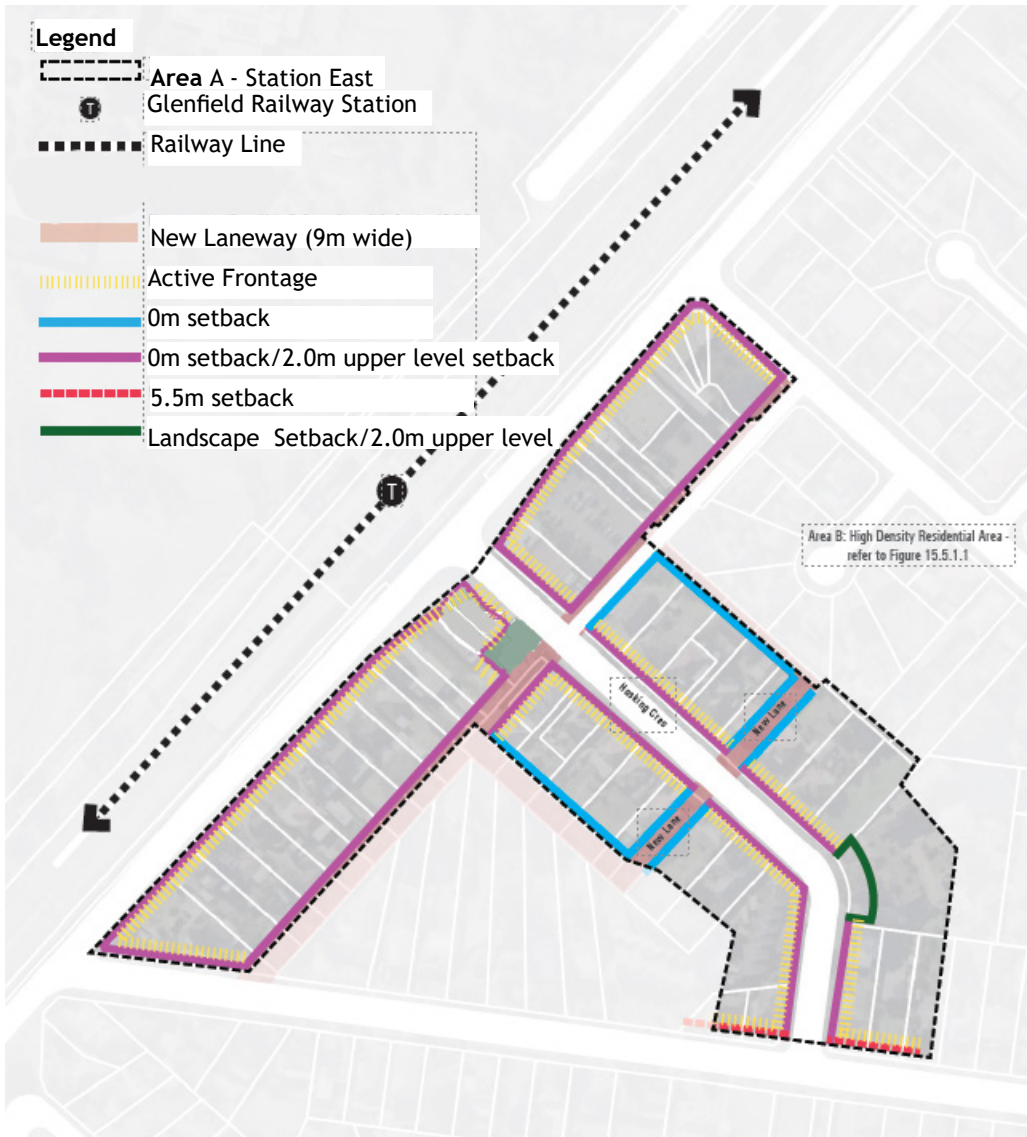 Legend
Area A - Station East
T
Glenfield Railway Station
Railway Line
New Laneway (9m wide)
Active Frontage
0m setback
0m setback/2.0m upper level setback
5.5m setback
Landscape Setback/2.0m upper level
T
Area B: High Density Residential Area -
refer to Figure 15.5.1.1
Hosking Cres
New Lane
New Lane